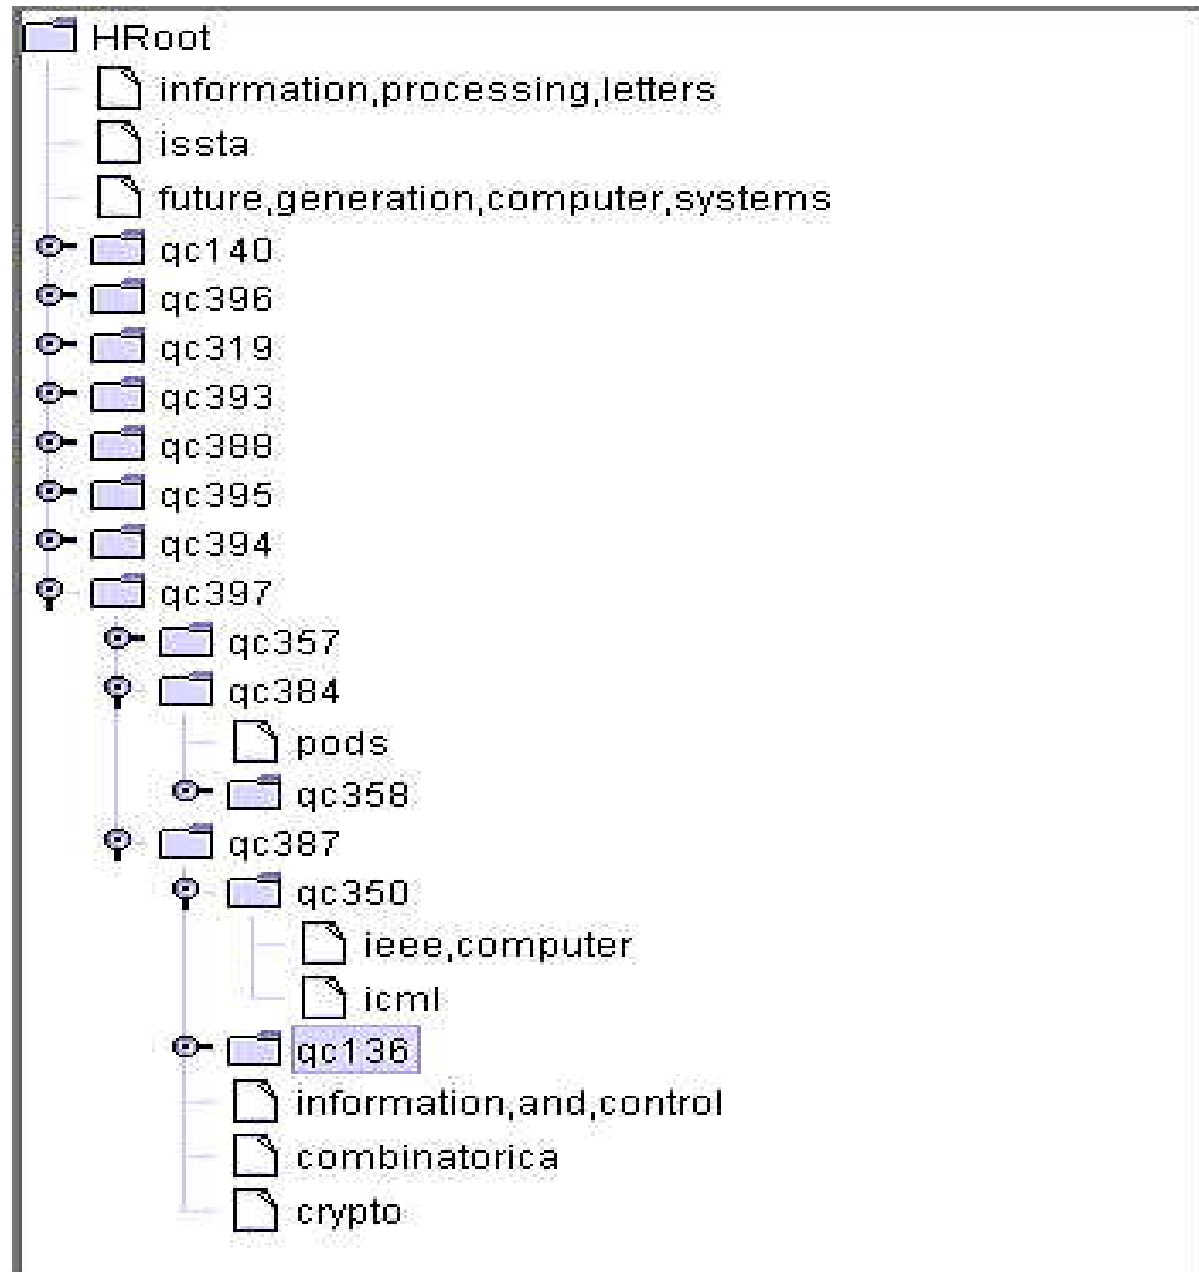 HRoot
information,processing,letters
issta
future,generation,computer,systems
qc140
qc396
qc319
qc393
qc388
qc395
qc394
qc397
qc357
qc384
pods
qc358
qc387
qc350
ieee,computer
icml
qc136
information,and,control
combinatorica
crypto